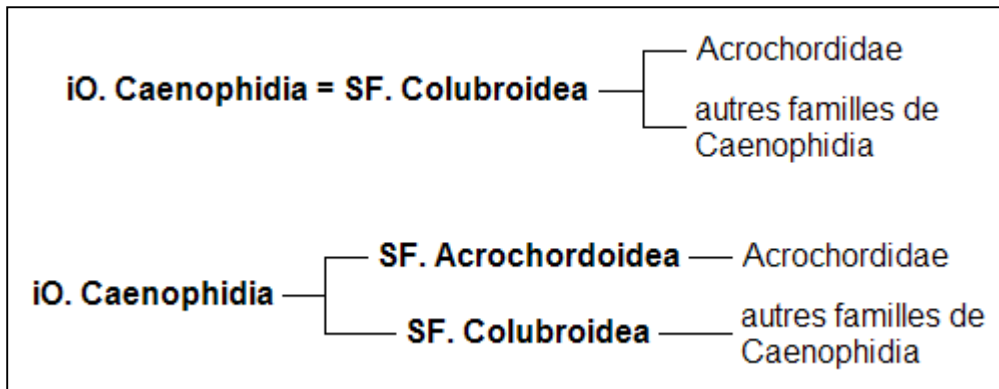 Acrochordidae
iO. Caenophidia = SF. Colubroidea
autres familles de
Caenophidia
SF. Acrochordoidea
Acrochordidae
iO. Caenophidia
SF. Colubroidea
autres familles de
Caenophidia